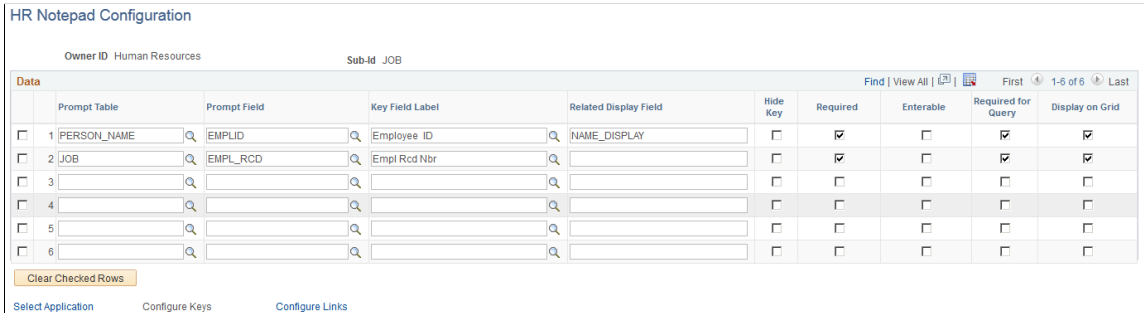 HR Notepad Configuration
Owner ID Human Resources Sub-Id JOB
Data Find | View All | | First 1-6 of 6 Last
Prompt Table Prompt Field Key Field Label Related Display Field Hide Key Required Enterable Required for Query Display on Grid
1 PERSON_NAME EMPLID Employee ID NAME_DISPLAY
2 JOB EMPL_RCD Empl Rcd Nbr
3
4
5
6
Clear Checked Rows
Select Application Configure Keys Configure Links